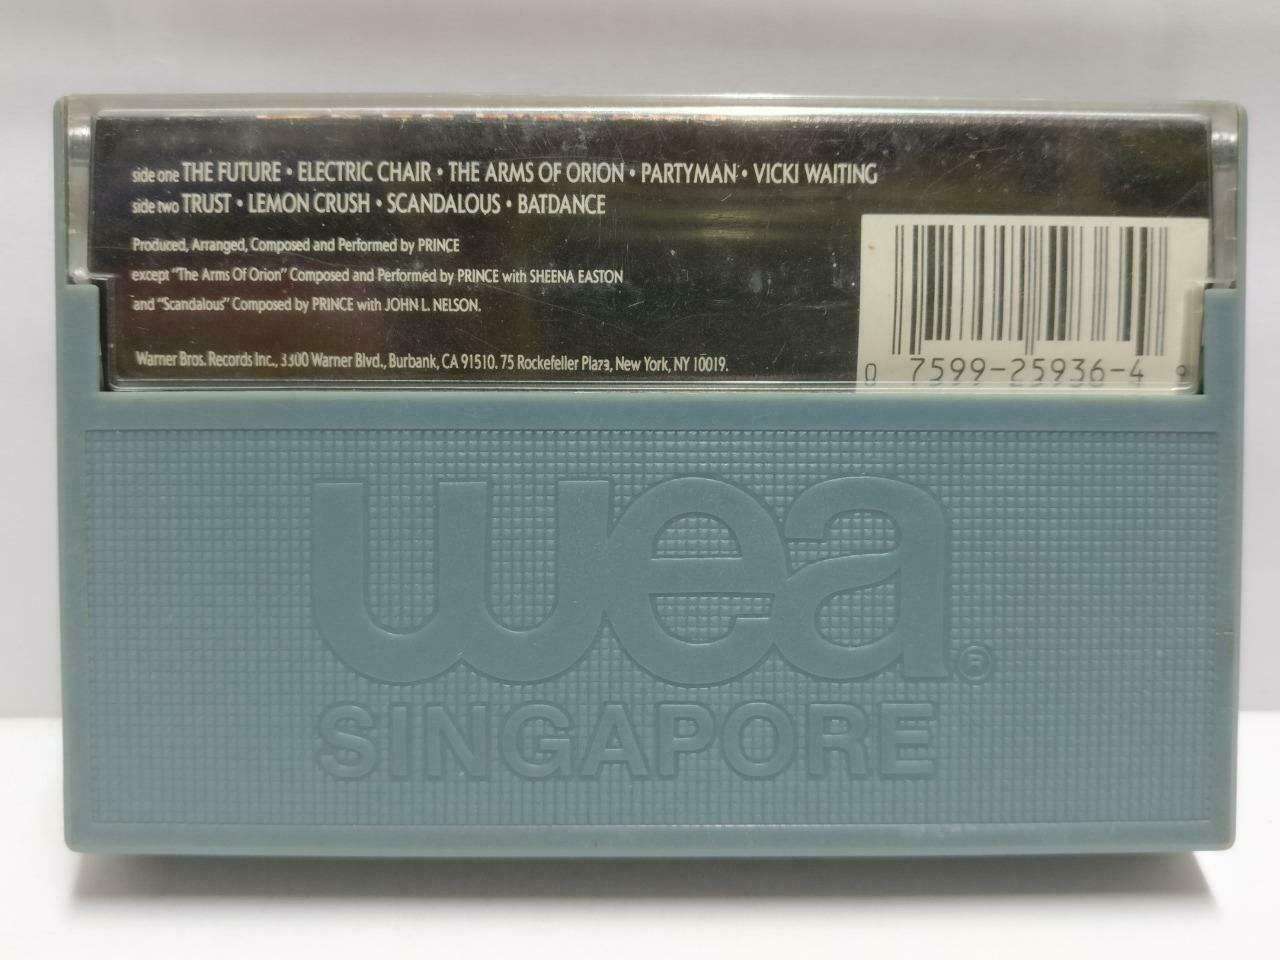 side one THE FUTURE • ELECTRIC CHAIR • THE ARMS OF ORION • PARTYMAN • VICKI WAITING
side two TRUST • LEMON CRUSH • SCANDALOUS • BATDANCE
Produced, Arranged, Composed and Performed by PRINCE
except "The Arms Of Orion" Composed and Performed by PRINCE with SHEENA EASTON
and "Scandalous" Composed by PRINCE with JOHN L. NELSON.
Warner Bros. Records Inc., 3300 Warner Blvd., Burbank, CA 91510. 75 Rockefeller Plaza, New York, NY 10019.
0 7599-25936-4 9
wea®
SINGAPORE